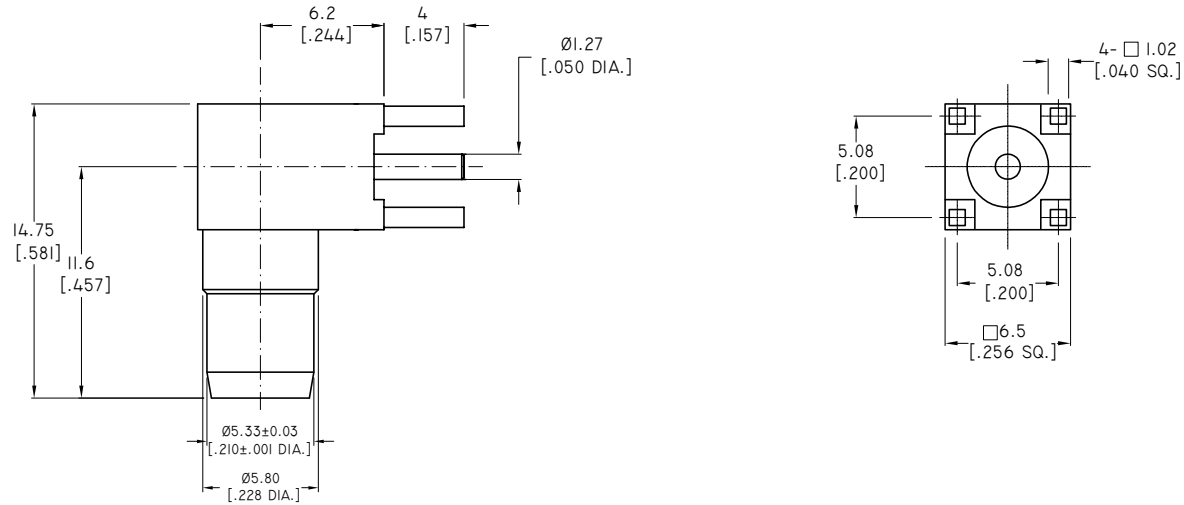 6.2
[.244]
4
[.157]
Ø1.27
[.050 DIA.]
14.75
[.581]
11.6
[.457]
Ø5.33±0.03
[.210±.001 DIA.]
Ø5.80
[.228 DIA.]
4- □ 1.02
[.040 SQ.]
5.08
[.200]
5.08
[.200]
□6.5
[.256 SQ.]